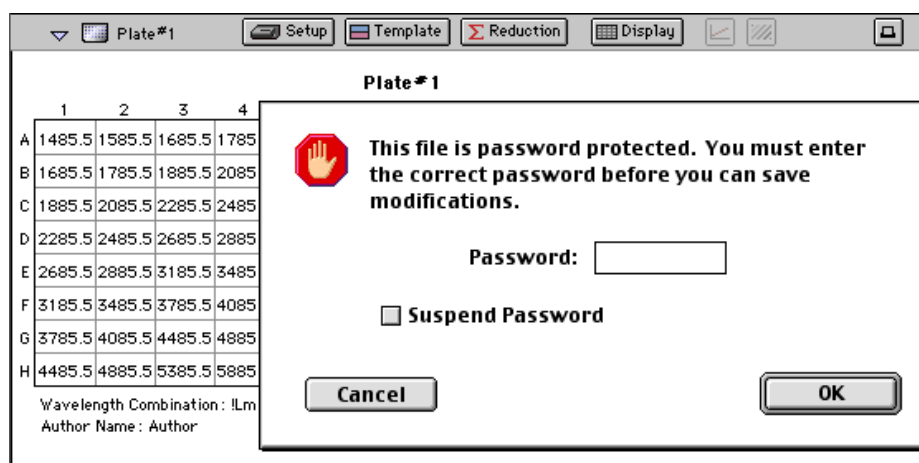 Plate#1 Setup Template Reduction Display
Plate#1
1 2 3 4
A 1485.5 1585.5 1685.5 1785
B 1685.5 1785.5 1885.5 2085
C 1885.5 2085.5 2285.5 2485
D 2285.5 2485.5 2685.5 2885
E 2685.5 2885.5 3185.5 3485
F 3185.5 3485.5 3785.5 4085
G 3785.5 4085.5 4485.5 4885
H 4485.5 4885.5 5385.5 5885
Wavelength Combination: !Lm
Author Name: Author
This file is password protected. You must enter
the correct password before you can save
modifications.
Password:
Suspend Password
Cancel OK